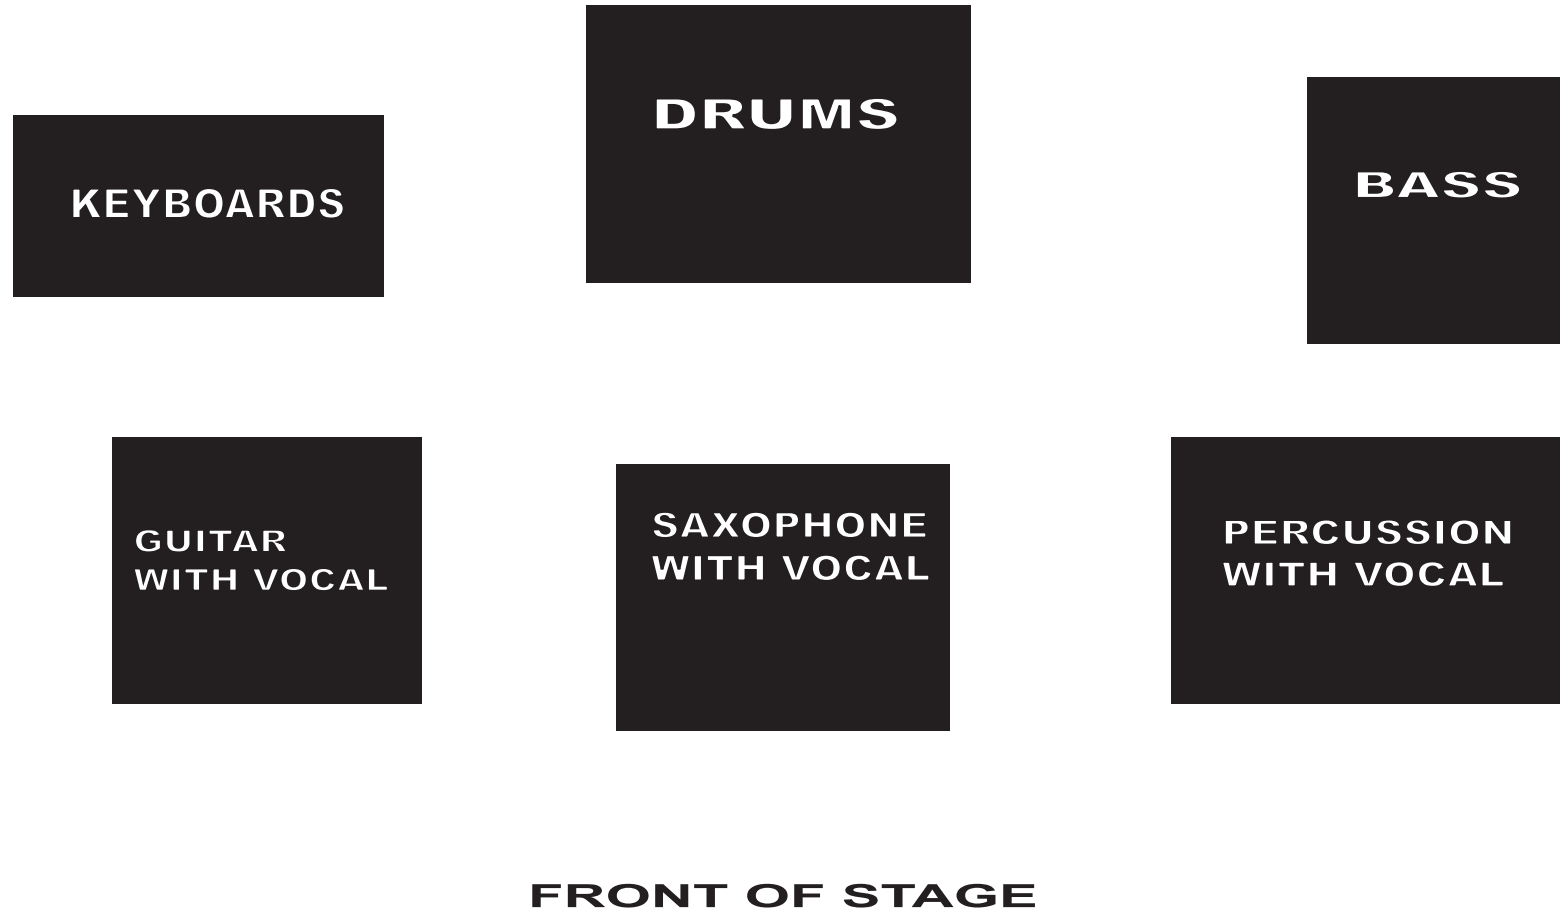 DRUMS
KEYBOARDS
BASS
GUITAR
WITH VOCAL
SAXOPHONE
WITH VOCAL
PERCUSSION
WITH VOCAL
FRONT OF STAGE